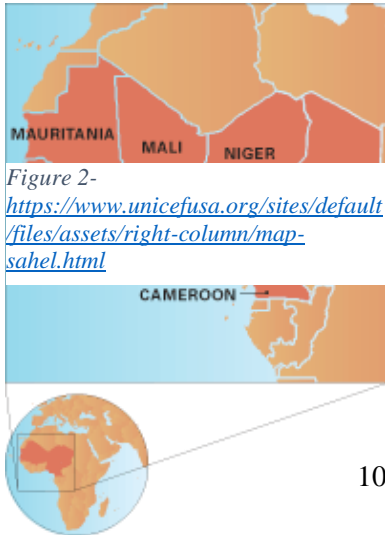 MAURITANIA
MALI
NIGER
Figure 2-
https://www.unicefusa.org/sites/default
/files/assets/right-column/map-
sahel.html
CAMEROON
10